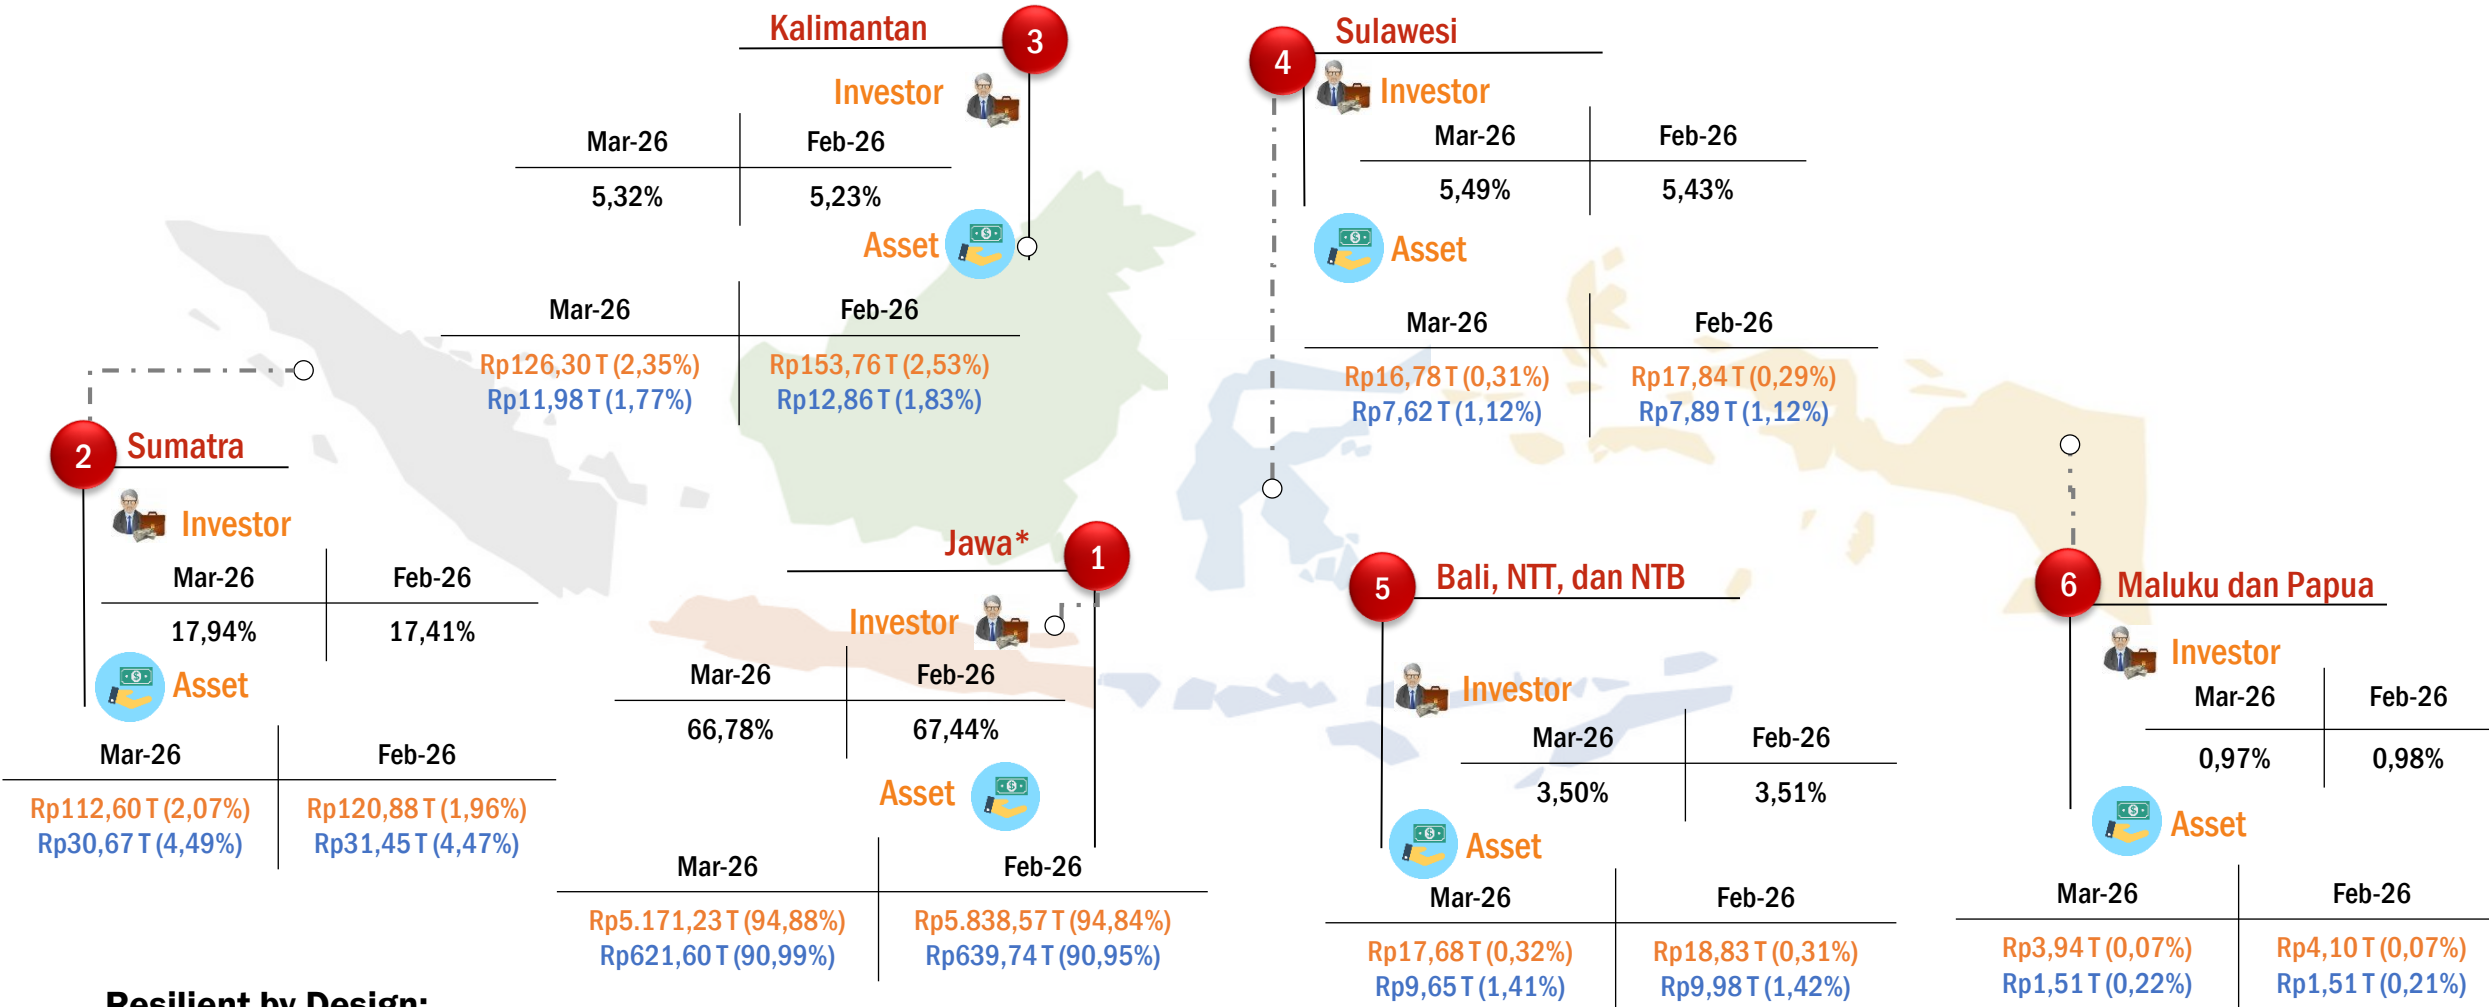 Kalimantan
3
Investor
Mar-26 Feb-26
5,32% 5,23%
Asset
Mar-26 Feb-26
Rp126,30 T (2,35%) Rp153,76 T (2,53%)
Rp11,98 T (1,77%) Rp12,86 T (1,83%)
4
Sulawesi
Investor
Mar-26 Feb-26
5,49% 5,43%
Asset
Mar-26 Feb-26
Rp16,78 T (0,31%) Rp17,84 T (0,29%)
Rp7,62 T (1,12%) Rp7,89 T (1,12%)
2
Sumatra
Investor
Mar-26 Feb-26
17,94% 17,41%
Asset
Mar-26 Feb-26
Rp112,60 T (2,07%) Rp120,88 T (1,96%)
Rp30,67 T (4,49%) Rp31,45 T (4,47%)
Jawa*
1
Investor
Mar-26 Feb-26
66,78% 67,44%
Asset
Mar-26 Feb-26
Rp5.171,23 T (94,88%) Rp5.838,57 T (94,84%)
Rp621,60 T (90,99%) Rp639,74 T (90,95%)
5
Bali, NTT, dan NTB
Investor
Mar-26 Feb-26
3,50% 3,51%
Asset
Mar-26 Feb-26
Rp17,68 T (0,32%) Rp18,83 T (0,31%)
Rp9,65 T (1,41%) Rp9,98 T (1,42%)
6
Maluku dan Papua
Investor
Mar-26 Feb-26
0,97% 0,98%
Asset
Mar-26 Feb-26
Rp3,94 T (0,07%) Rp4,10 T (0,07%)
Rp1,51 T (0,22%) Rp1,51 T (0,21%)
Resilient by Design: